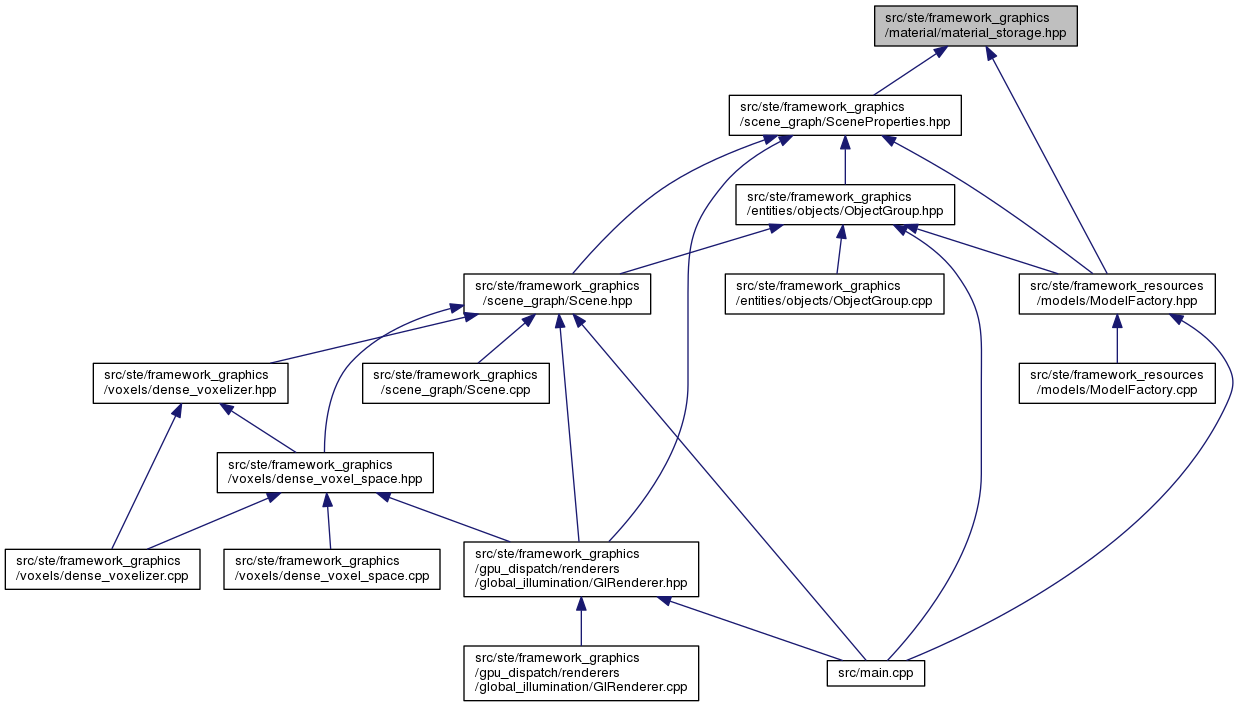 src/ste/framework_graphics
/material/material_storage.hpp
src/ste/framework_graphics
/scene_graph/SceneProperties.hpp
src/ste/framework_graphics
/entities/objects/ObjectGroup.hpp
src/ste/framework_graphics
/scene_graph/Scene.hpp
src/ste/framework_graphics
/entities/objects/ObjectGroup.cpp
src/ste/framework_resources
/models/ModelFactory.hpp
src/ste/framework_graphics
/voxels/dense_voxelizer.hpp
src/ste/framework_graphics
/scene_graph/Scene.cpp
src/ste/framework_resources
/models/ModelFactory.cpp
src/ste/framework_graphics
/voxels/dense_voxel_space.hpp
src/ste/framework_graphics
/voxels/dense_voxelizer.cpp
src/ste/framework_graphics
/voxels/dense_voxel_space.cpp
src/ste/framework_graphics
/gpu_dispatch/renderers
/global_illumination/GIRenderer.hpp
src/ste/framework_graphics
/gpu_dispatch/renderers
/global_illumination/GIRenderer.cpp
src/main.cpp